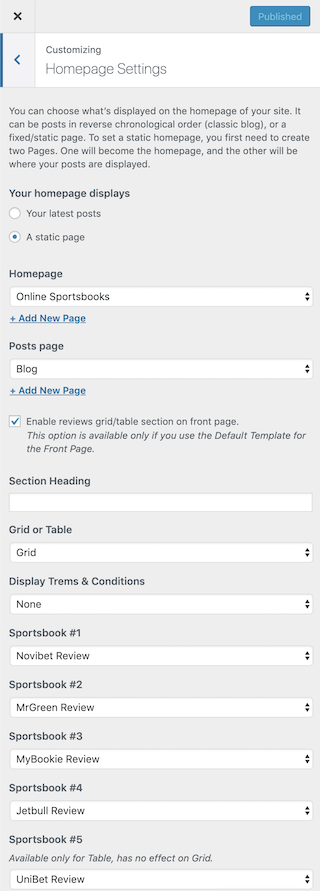 Published
Customizing
Homepage Settings
You can choose what's displayed on the homepage of your site. It
can be posts in reverse chronological order (classic blog), or a
fixed/static page. To set a static homepage, you first need to create
two Pages. One will become the homepage, and the other will be
where your posts are displayed.
Your homepage displays
Your latest posts
A static page
Homepage
Online Sportsbooks
+ Add New Page
Posts page
Blog
+ Add New Page
Enable reviews grid/table section on front page.
This option is available only if you use the Default Template for
the Front Page.
Section Heading
Grid or Table
Grid
Display Trems & Conditions
None
Sportsbook #1
Novibet Review
Sportsbook #2
MrGreen Review
Sportsbook #3
MyBookie Review
Sportsbook #4
Jetbull Review
Sportsbook #5
Available only for Table, has no effect on Grid.
UniBet Review